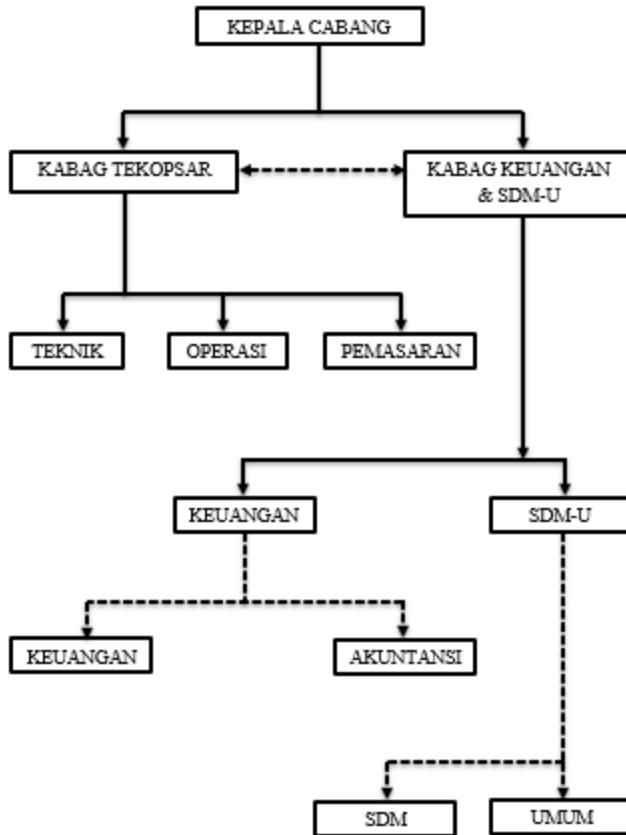 KEPALA CABANG
KABAG TEKOPSAR
KABAG KEUANGAN
& SDM-U
TEKNIK
OPERASI
PEMASARAN
KEUANGAN
SDM-U
KEUANGAN
AKUNTANSI
SDM
UMUM